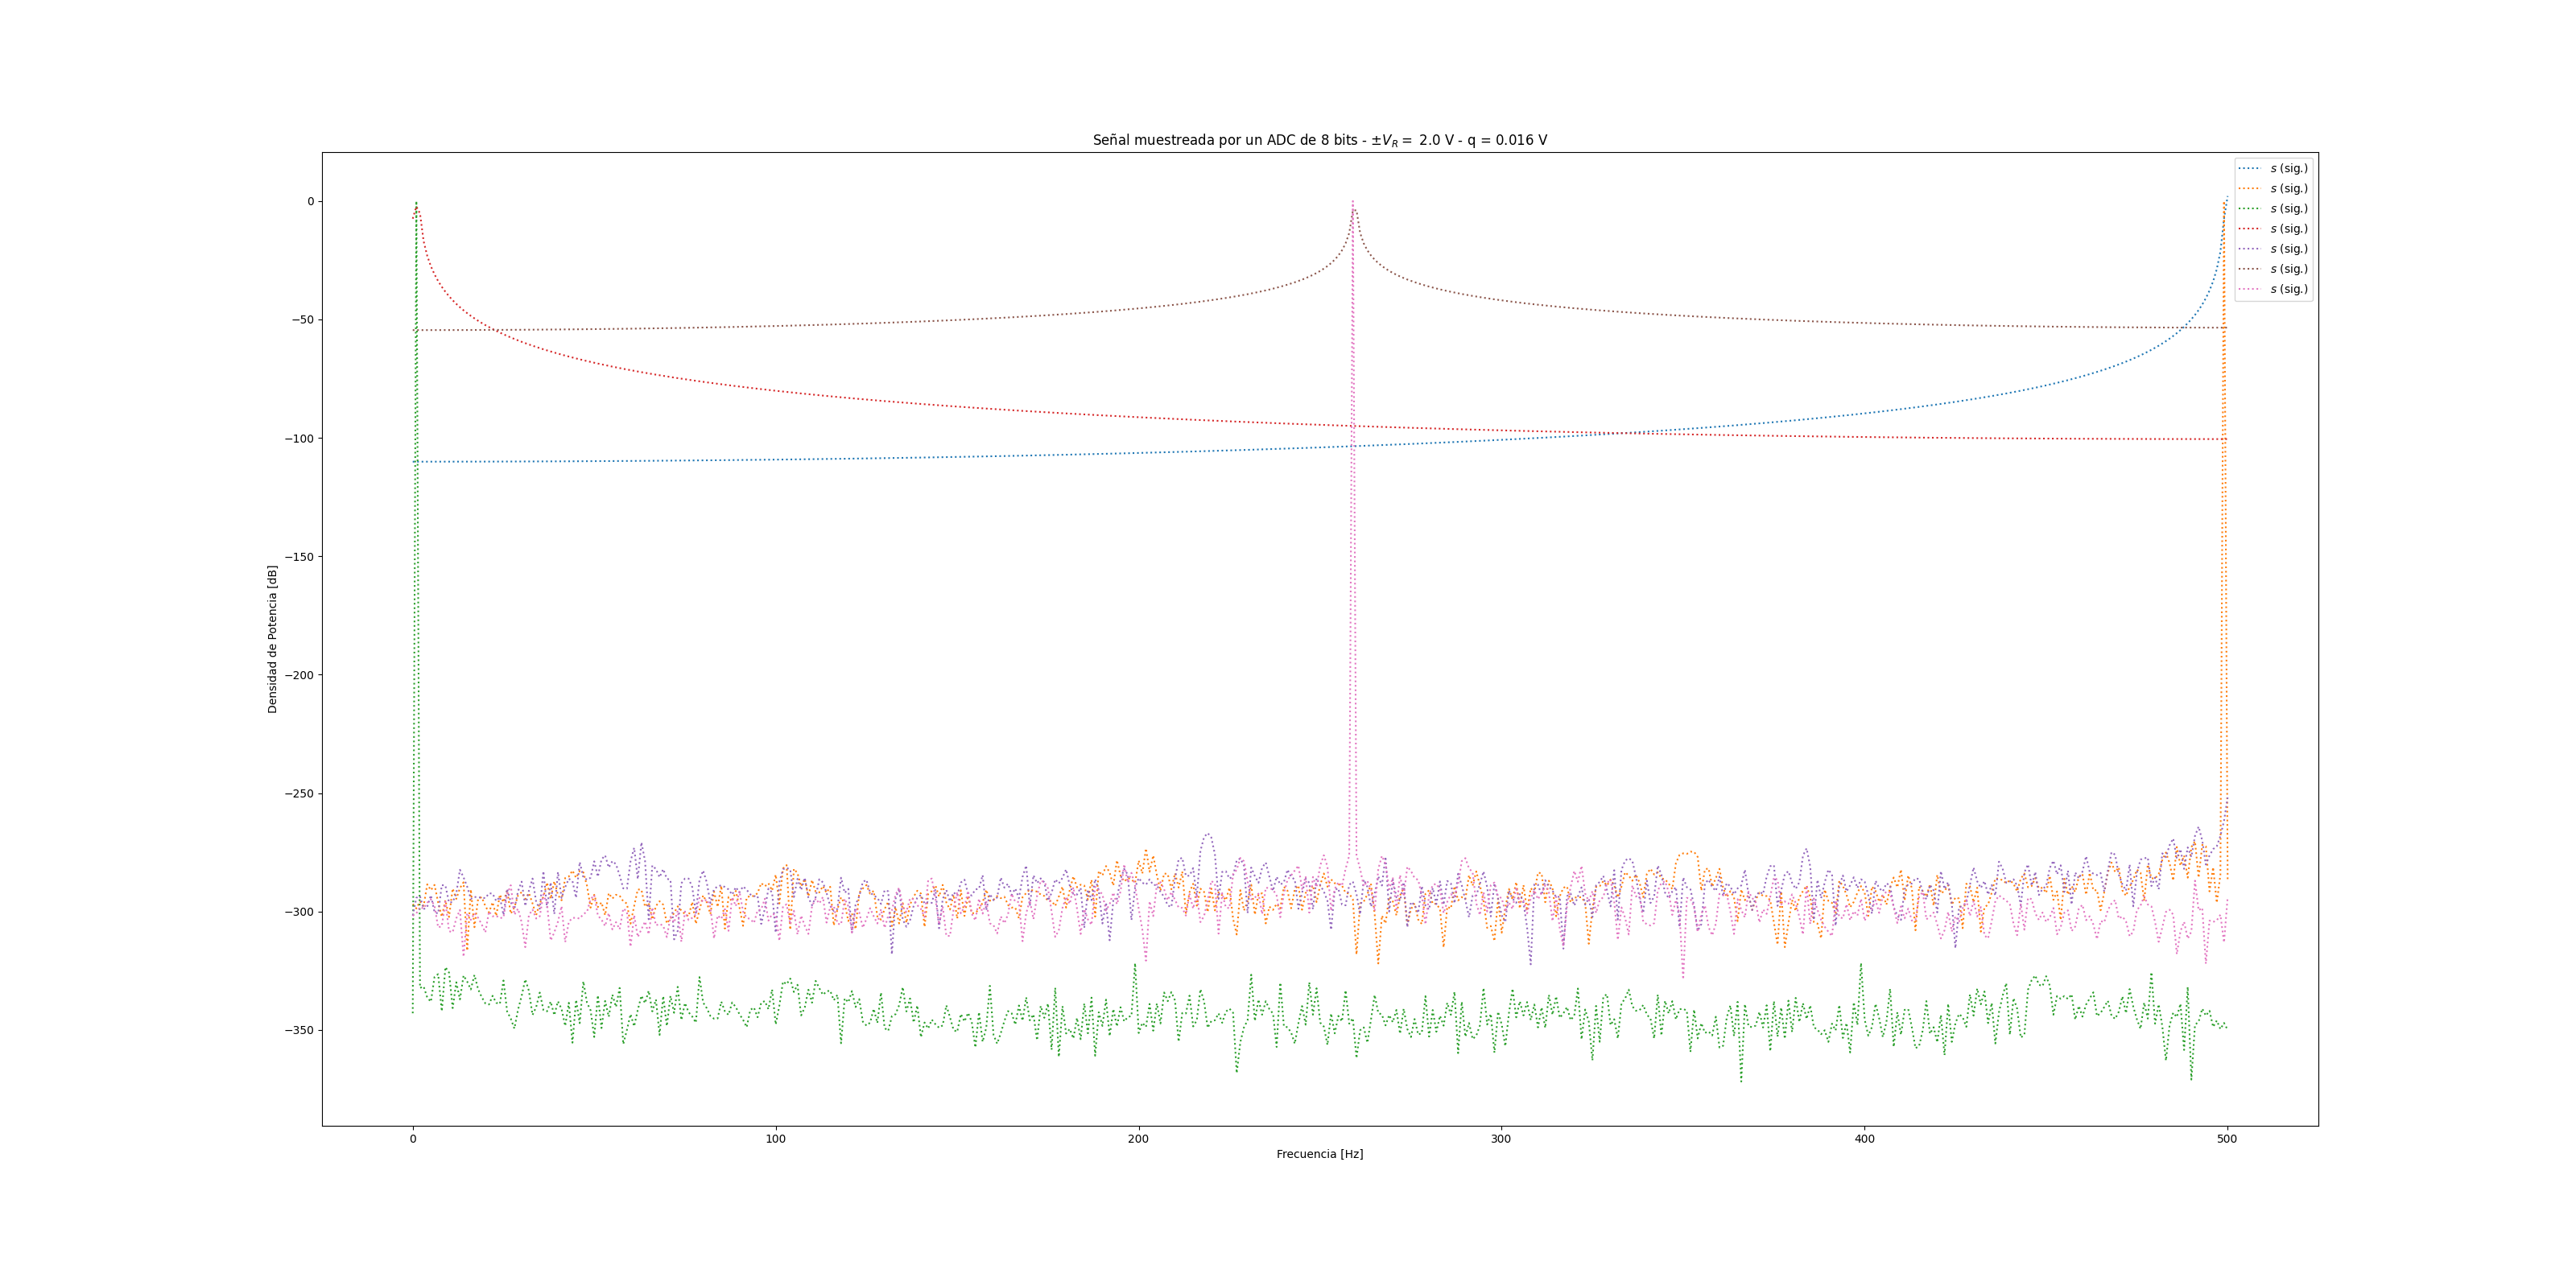 Señal muestreada por un ADC de 8 bits - ±V_R = 2.0 V - q = 0.016 V
s (sig.)
s (sig.)
s (sig.)
s (sig.)
s (sig.)
s (sig.)
s (sig.)
Densidad de Potencia [dB]
0
−50
−100
−150
−200
−250
−300
−350
0 100 200 300 400 500
Frecuencia [Hz]